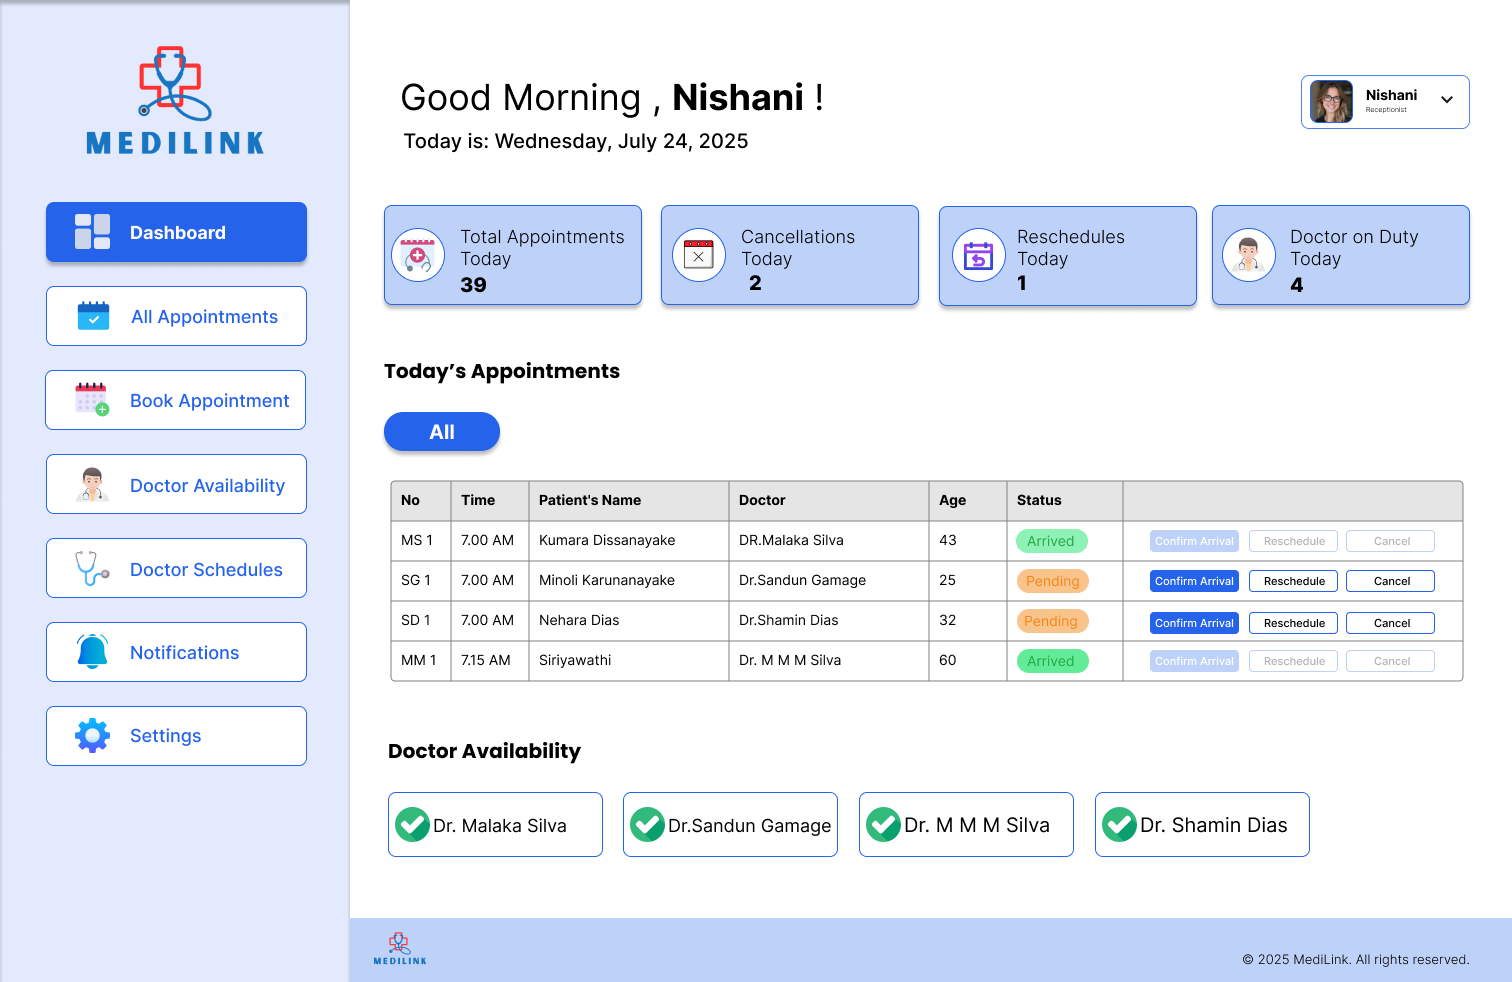 MEDILINK
Dashboard
All Appointments
Book Appointment
Doctor Availability
Doctor Schedules
Notifications
Settings
Good Morning , Nishani !
Today is: Wednesday, July 24, 2025
Nishani
Receptionist
Total Appointments
Today
39
Cancellations
Today
2
Reschedules
Today
1
Doctor on Duty
Today
4
Today’s Appointments
All
No Time Patient's Name Doctor Age Status
MS 1 7.00 AM Kumara Dissanayake DR.Malaka Silva 43 Arrived Confirm Arrival Reschedule Cancel
SG 1 7.00 AM Minoli Karunanayake Dr.Sandun Gamage 25 Pending Confirm Arrival Reschedule Cancel
SD 1 7.00 AM Nehara Dias Dr.Shamin Dias 32 Pending Confirm Arrival Reschedule Cancel
MM 1 7.15 AM Siriyawathi Dr. M M M Silva 60 Arrived Confirm Arrival Reschedule Cancel
Doctor Availability
Dr. Malaka Silva
Dr.Sandun Gamage
Dr. M M M Silva
Dr. Shamin Dias
MEDILINK
© 2025 MediLink. All rights reserved.